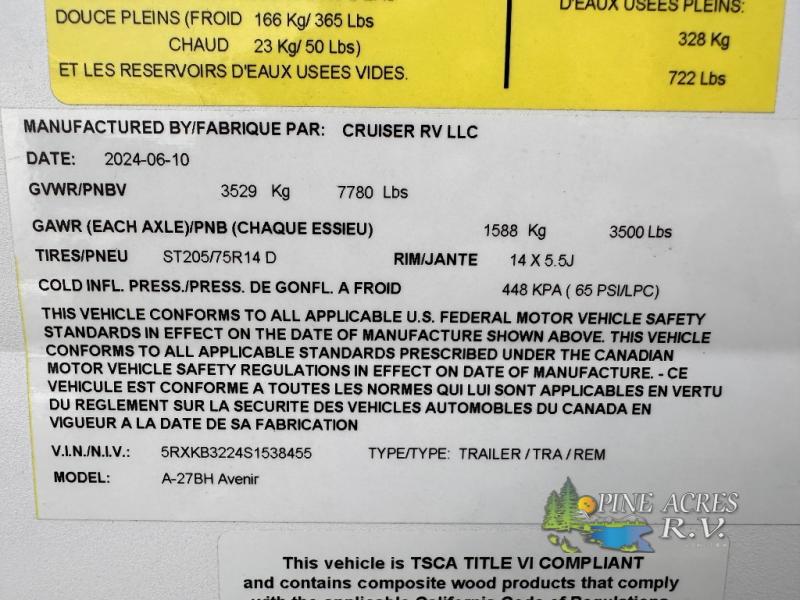 DOUCE PLEINS (FROID 166 Kg/ 365 Lbs
CHAUD 23 Kg/ 50 Lbs)
ET LES RESERVOIRS D'EAUX USEES VIDES.
D'EAUX USEES PLEINS:
328 Kg
722 Lbs
MANUFACTURED BY/FABRIQUE PAR: CRUISER RV LLC
DATE: 2024-06-10
GVWR/PNBV 3529 Kg 7780 Lbs
GAWR (EACH AXLE)/PNB (CHAQUE ESSIEU) 1588 Kg 3500 Lbs
TIRES/PNEU ST205/75R14 D RIM/JANTE 14 X 5.5J
COLD INFL. PRESS./PRESS. DE GONFL. A FROID 448 KPA ( 65 PSI/LPC)
THIS VEHICLE CONFORMS TO ALL APPLICABLE U.S. FEDERAL MOTOR VEHICLE SAFETY
STANDARDS IN EFFECT ON THE DATE OF MANUFACTURE SHOWN ABOVE. THIS VEHICLE
CONFORMS TO ALL APPLICABLE STANDARDS PRESCRIBED UNDER THE CANADIAN
MOTOR VEHICLE SAFETY REGULATIONS IN EFFECT ON DATE OF MANUFACTURE. - CE
VEHICULE EST CONFORME A TOUTES LES NORMES QUI LUI SONT APPLICABLES EN VERTU
DU REGLEMENT SUR LA SECURITE DES VEHICLES AUTOMOBILES DU CANADA EN
VIGUEUR A LA DATE DE SA FABRICATION
V.I.N./N.I.V.: 5RXKB3224S1538455 TYPE/TYPE: TRAILER / TRA / REM
MODEL: A-27BH Avenir
PINE ACRES
R.V.
This vehicle is TSCA TITLE VI COMPLIANT
and contains composite wood products that comply
with the applicable California Code of Regulations